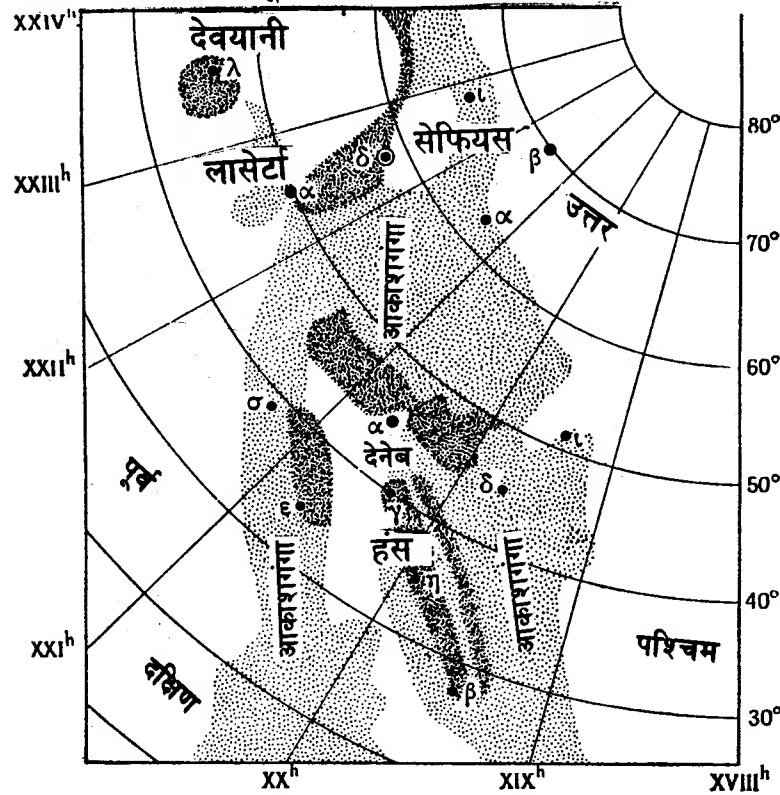 XXIVʰ
देवयानी
λ
ι
सेफियस
80°
लासेर्टा
δ
β
XXIIIʰ
α
α
उत्तर
70°
आकाशगंगा
XXIIʰ
60°
σ
α
ι
देनेब
पूर्व
δ
50°
ε
γ
हंस
आकाशगंगा
आकाशगंगा
η
40°
XXIʰ
पश्चिम
दक्षिण
β
30°
XXʰ
XIXʰ
XVIIIʰ